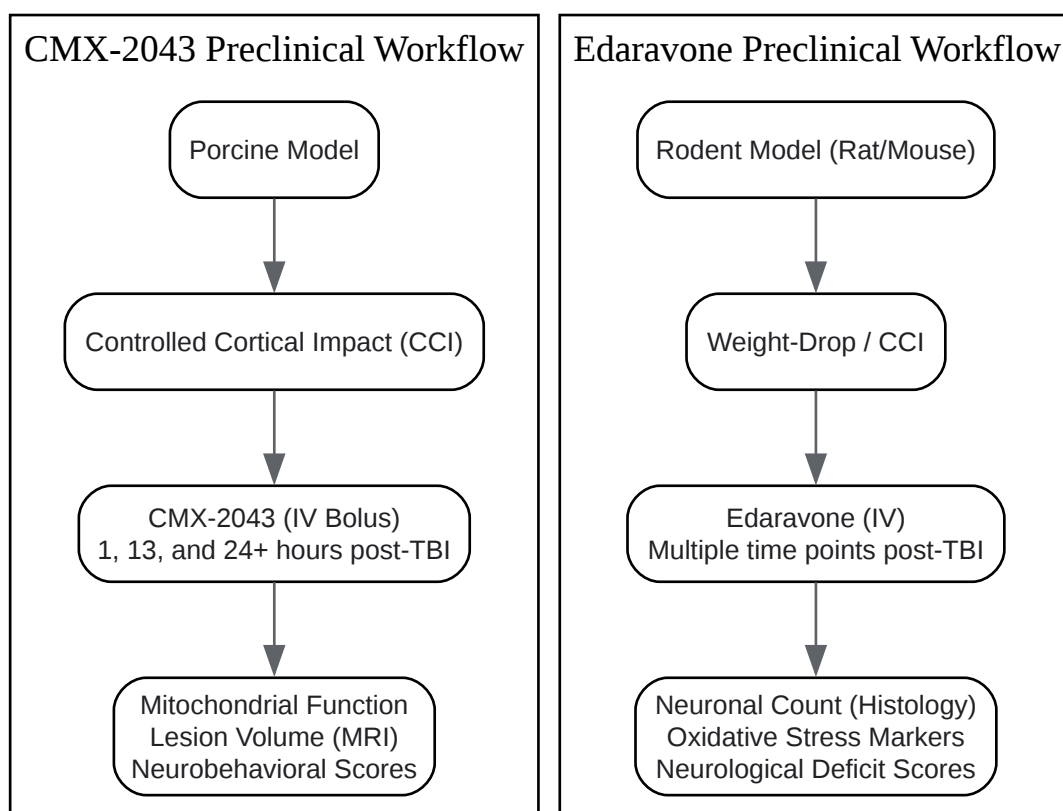 CMX-2043 Preclinical Workflow
Porcine Model
Controlled Cortical Impact (CCI)
CMX-2043 (IV Bolus)
1, 13, and 24+ hours post-TBI
Mitochondrial Function
Lesion Volume (MRI)
Neurobehavioral Scores
Edaravone Preclinical Workflow
Rodent Model (Rat/Mouse)
Weight-Drop / CCI
Edaravone (IV)
Multiple time points post-TBI
Neuronal Count (Histology)
Oxidative Stress Markers
Neurological Deficit Scores